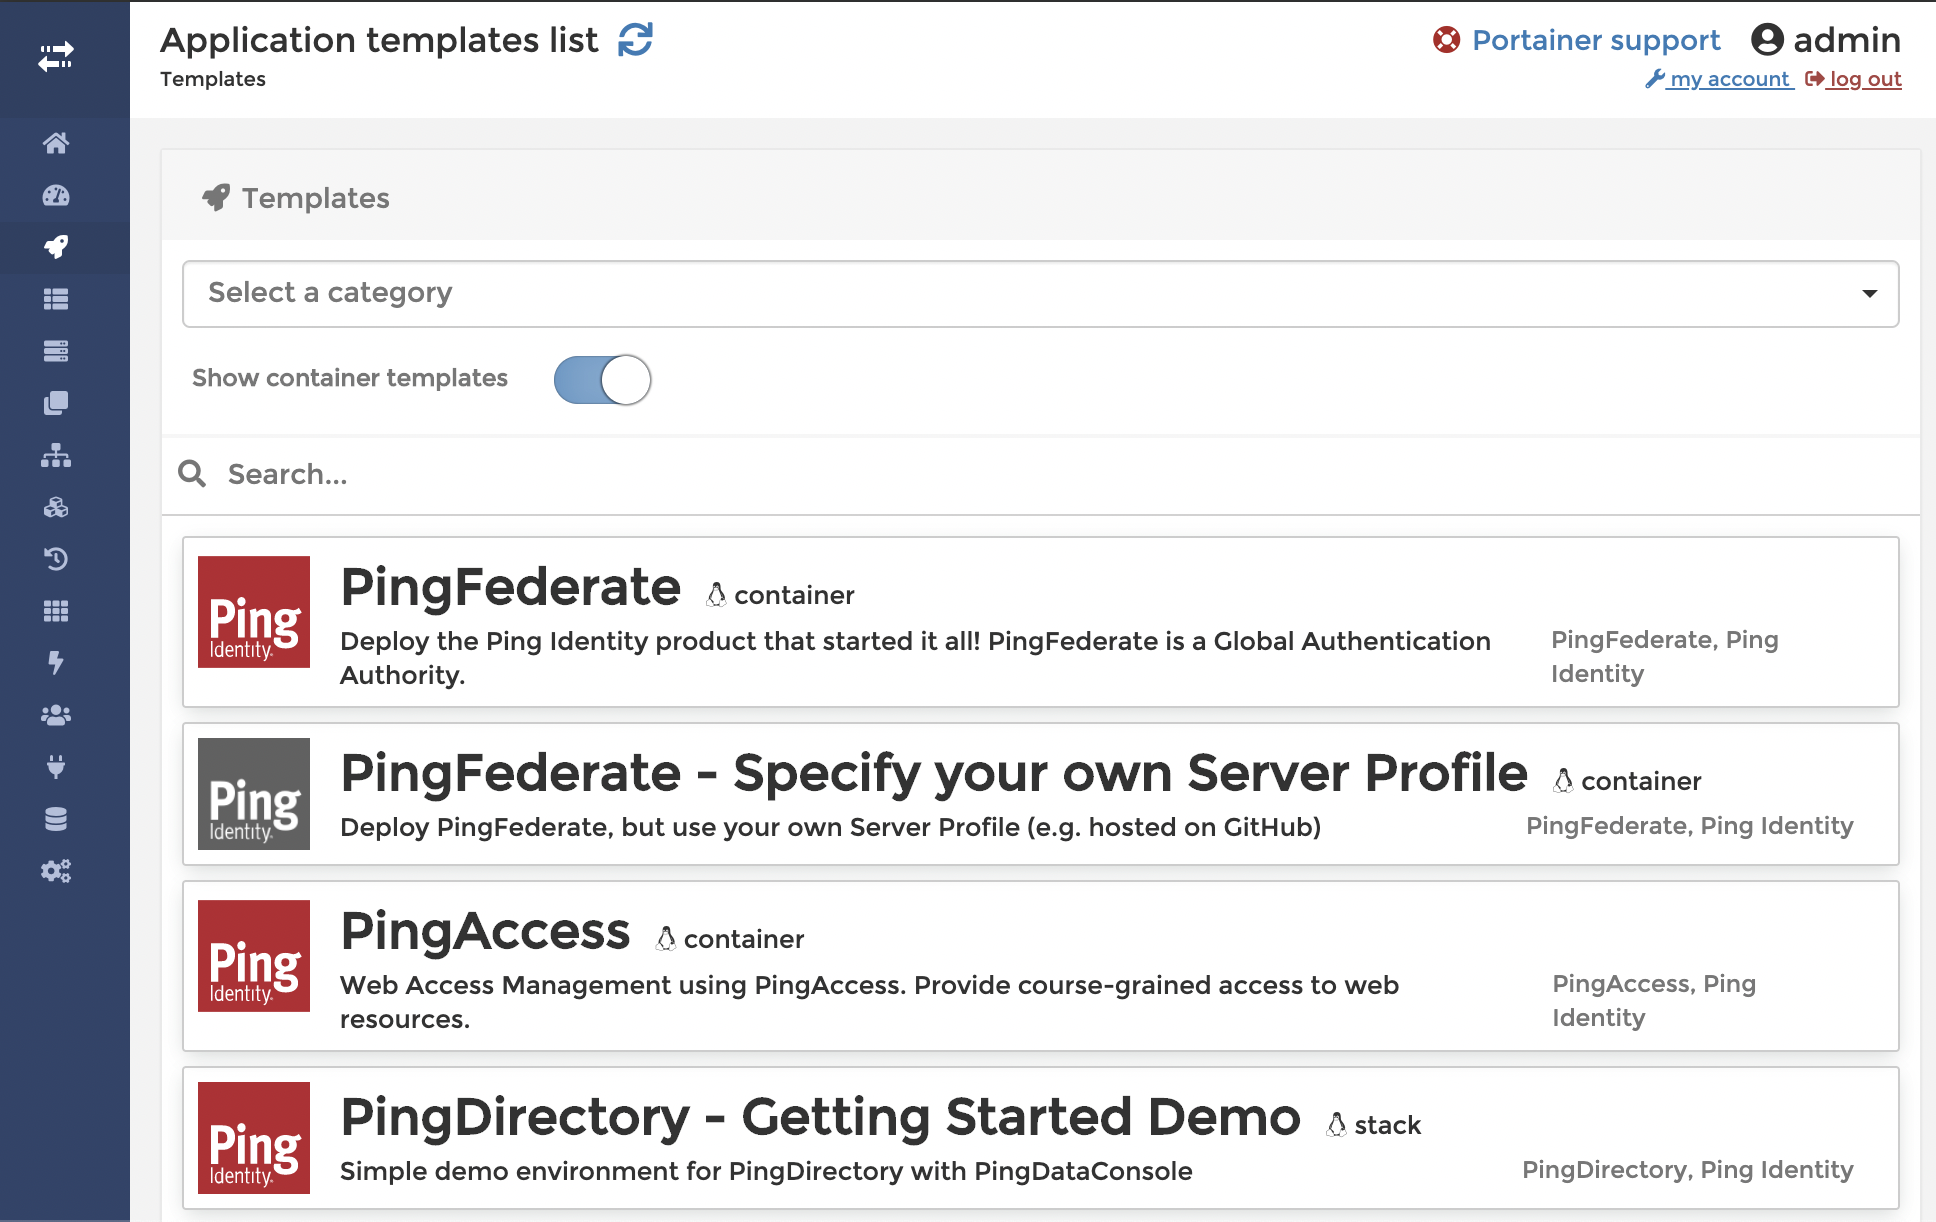 Application templates list
Portainer support
admin
Templates
my account
log out
Templates
Select a category
Show container templates
Search...
Ping
Identity.
PingFederate container
Deploy the Ping Identity product that started it all! PingFederate is a Global Authentication
Authority.
PingFederate, Ping
Identity
Ping
Identity.
PingFederate - Specify your own Server Profile container
Deploy PingFederate, but use your own Server Profile (e.g. hosted on GitHub)
PingFederate, Ping Identity
Ping
Identity.
PingAccess container
Web Access Management using PingAccess. Provide course-grained access to web
resources.
PingAccess, Ping
Identity
Ping
Identity.
PingDirectory - Getting Started Demo stack
Simple demo environment for PingDirectory with PingDataConsole
PingDirectory, Ping Identity